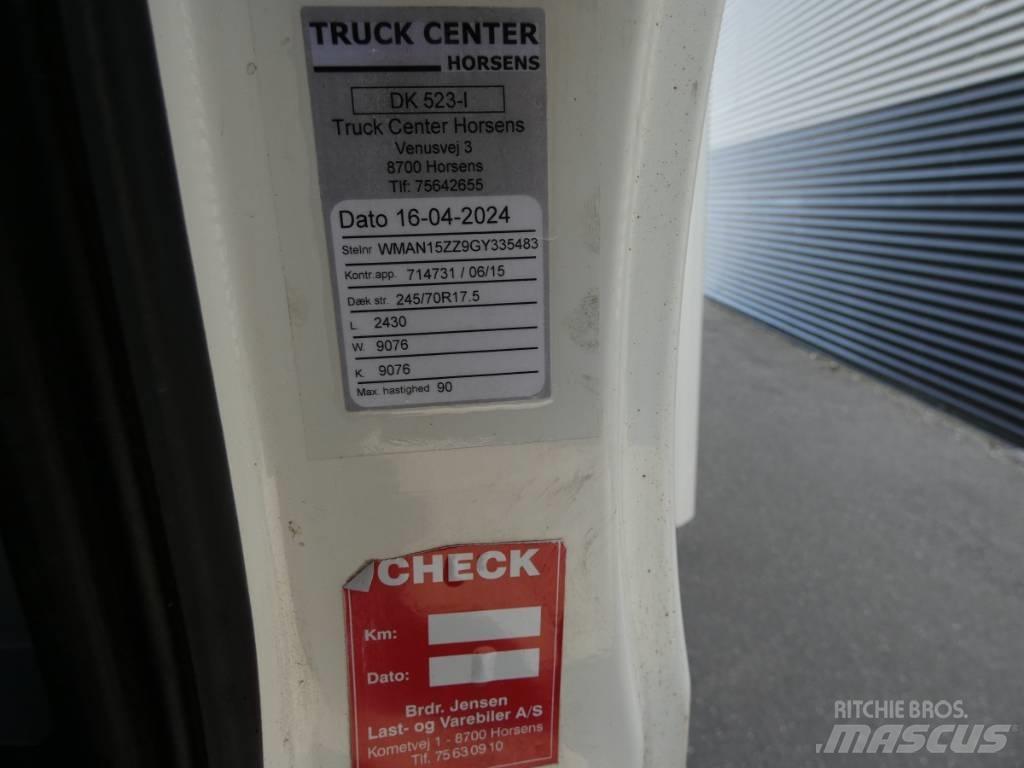 TRUCK CENTER
HORSENS
DK 523-I
Truck Center Horsens
Venusvej 3
8700 Horsens
Tlf: 75642655
Dato 16-04-2024
Stelnr WMAN15ZZ9GY335483
Kontr.app. 714731 / 06/15
Dæk str. 245/70R17.5
L. 2430
W. 9076
K. 9076
Max. hastighed 90
CHECK
Km:
Dato:
Brdr. Jensen
Last- og Varebiler A/S
Kometvej 1 - 8700 Horsens
Tlf. 75 63 09 10
RITCHIE BROS.
MASCUS